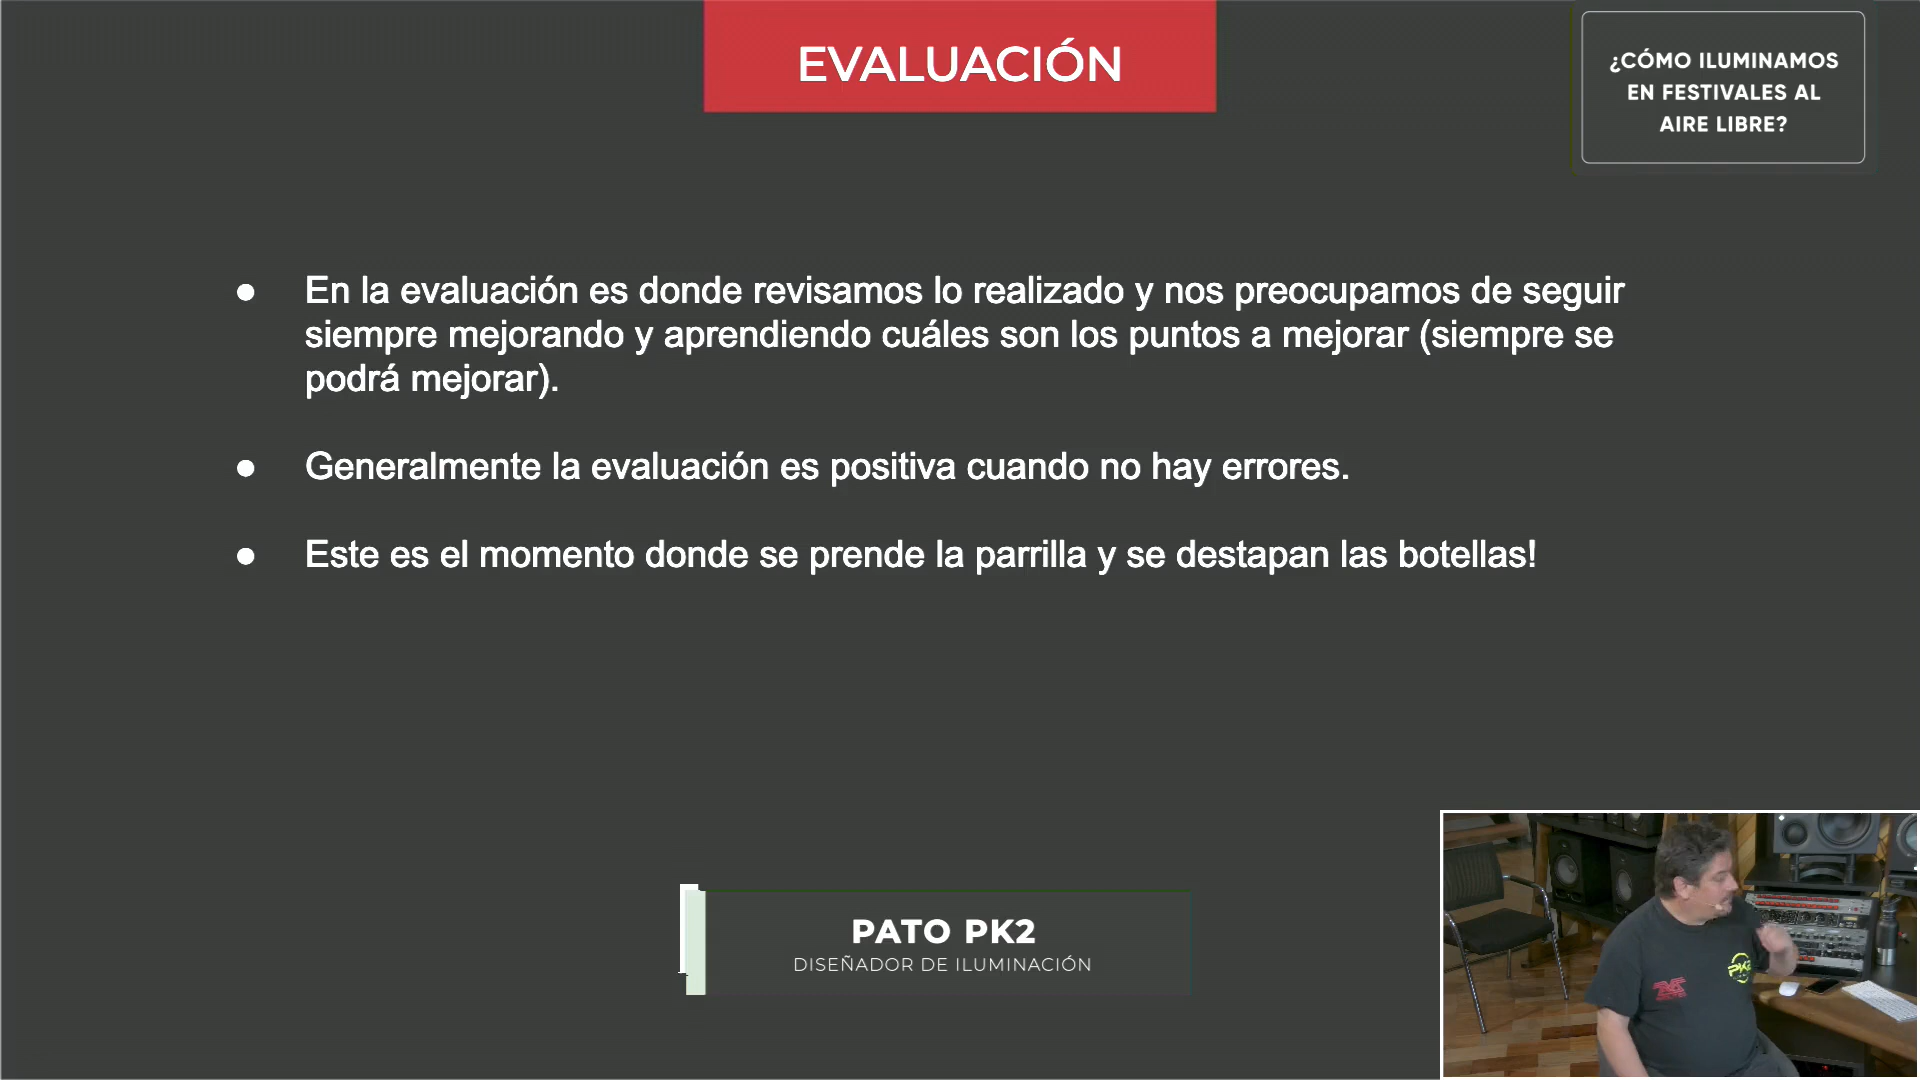 EVALUACIÓN
¿CÓMO ILUMINAMOS
EN FESTIVALES AL
AIRE LIBRE?
● En la evaluación es donde revisamos lo realizado y nos preocupamos de seguir
siempre mejorando y aprendiendo cuáles son los puntos a mejorar (siempre se
podrá mejorar).
● Generalmente la evaluación es positiva cuando no hay errores.
● Este es el momento donde se prende la parrilla y se destapan las botellas!
PATO PK2
DISEÑADOR DE ILUMINACIÓN
PK2